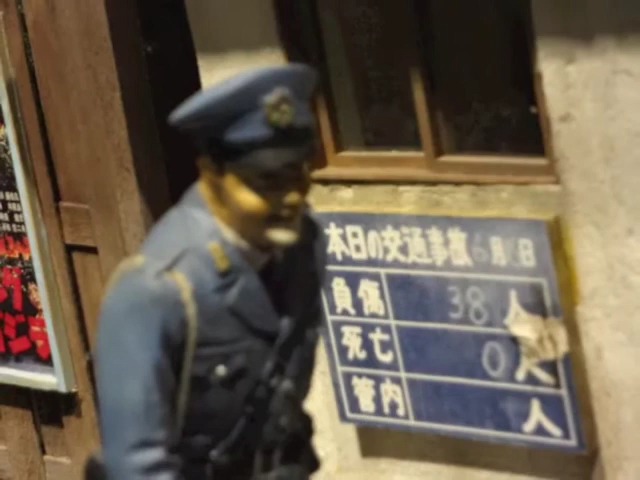 本日の交通事故 6月 日
負傷 38 人
死亡 0 人
管内 人